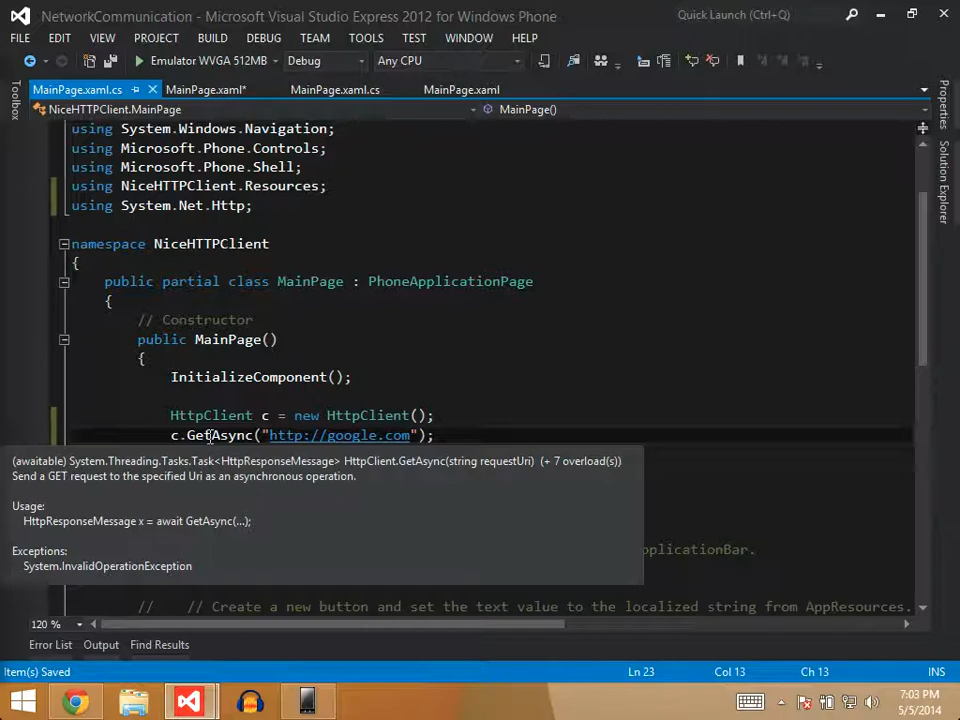 NetworkCommunication - Microsoft Visual Studio Express 2012 for Windows Phone
Quick Launch (Ctrl+Q)
FILE EDIT VIEW PROJECT BUILD DEBUG TEAM TOOLS TEST WINDOW HELP
Emulator WVGA 512MB Debug Any CPU
MainPage.xaml.cs MainPage.xaml* MainPage.xaml.cs MainPage.xaml
NiceHTTPClient.MainPage MainPage()
Toolbox
Properties
Solution Explorer
using System.Windows.Navigation;
using Microsoft.Phone.Controls;
using Microsoft.Phone.Shell;
using NiceHTTPClient.Resources;
using System.Net.Http;
namespace NiceHTTPClient
{
public partial class MainPage : PhoneApplicationPage
{
// Constructor
public MainPage()
{
InitializeComponent();
HttpClient c = new HttpClient();
c.GetAsync("http://google.com");
(awaitable) System.Threading.Tasks.Task<HttpResponseMessage> HttpClient.GetAsync(string requestUri) (+ 7 overload(s))
Send a GET request to the specified Uri as an asynchronous operation.
Usage:
HttpResponseMessage x = await GetAsync(...);
Exceptions:
System.InvalidOperationException
pplicationBar.
// // Create a new button and set the text value to the localized string from AppResources.
120 %
Error List Output Find Results
Item(s) Saved Ln 23 Col 13 Ch 13 INS
7:03 PM
5/5/2014